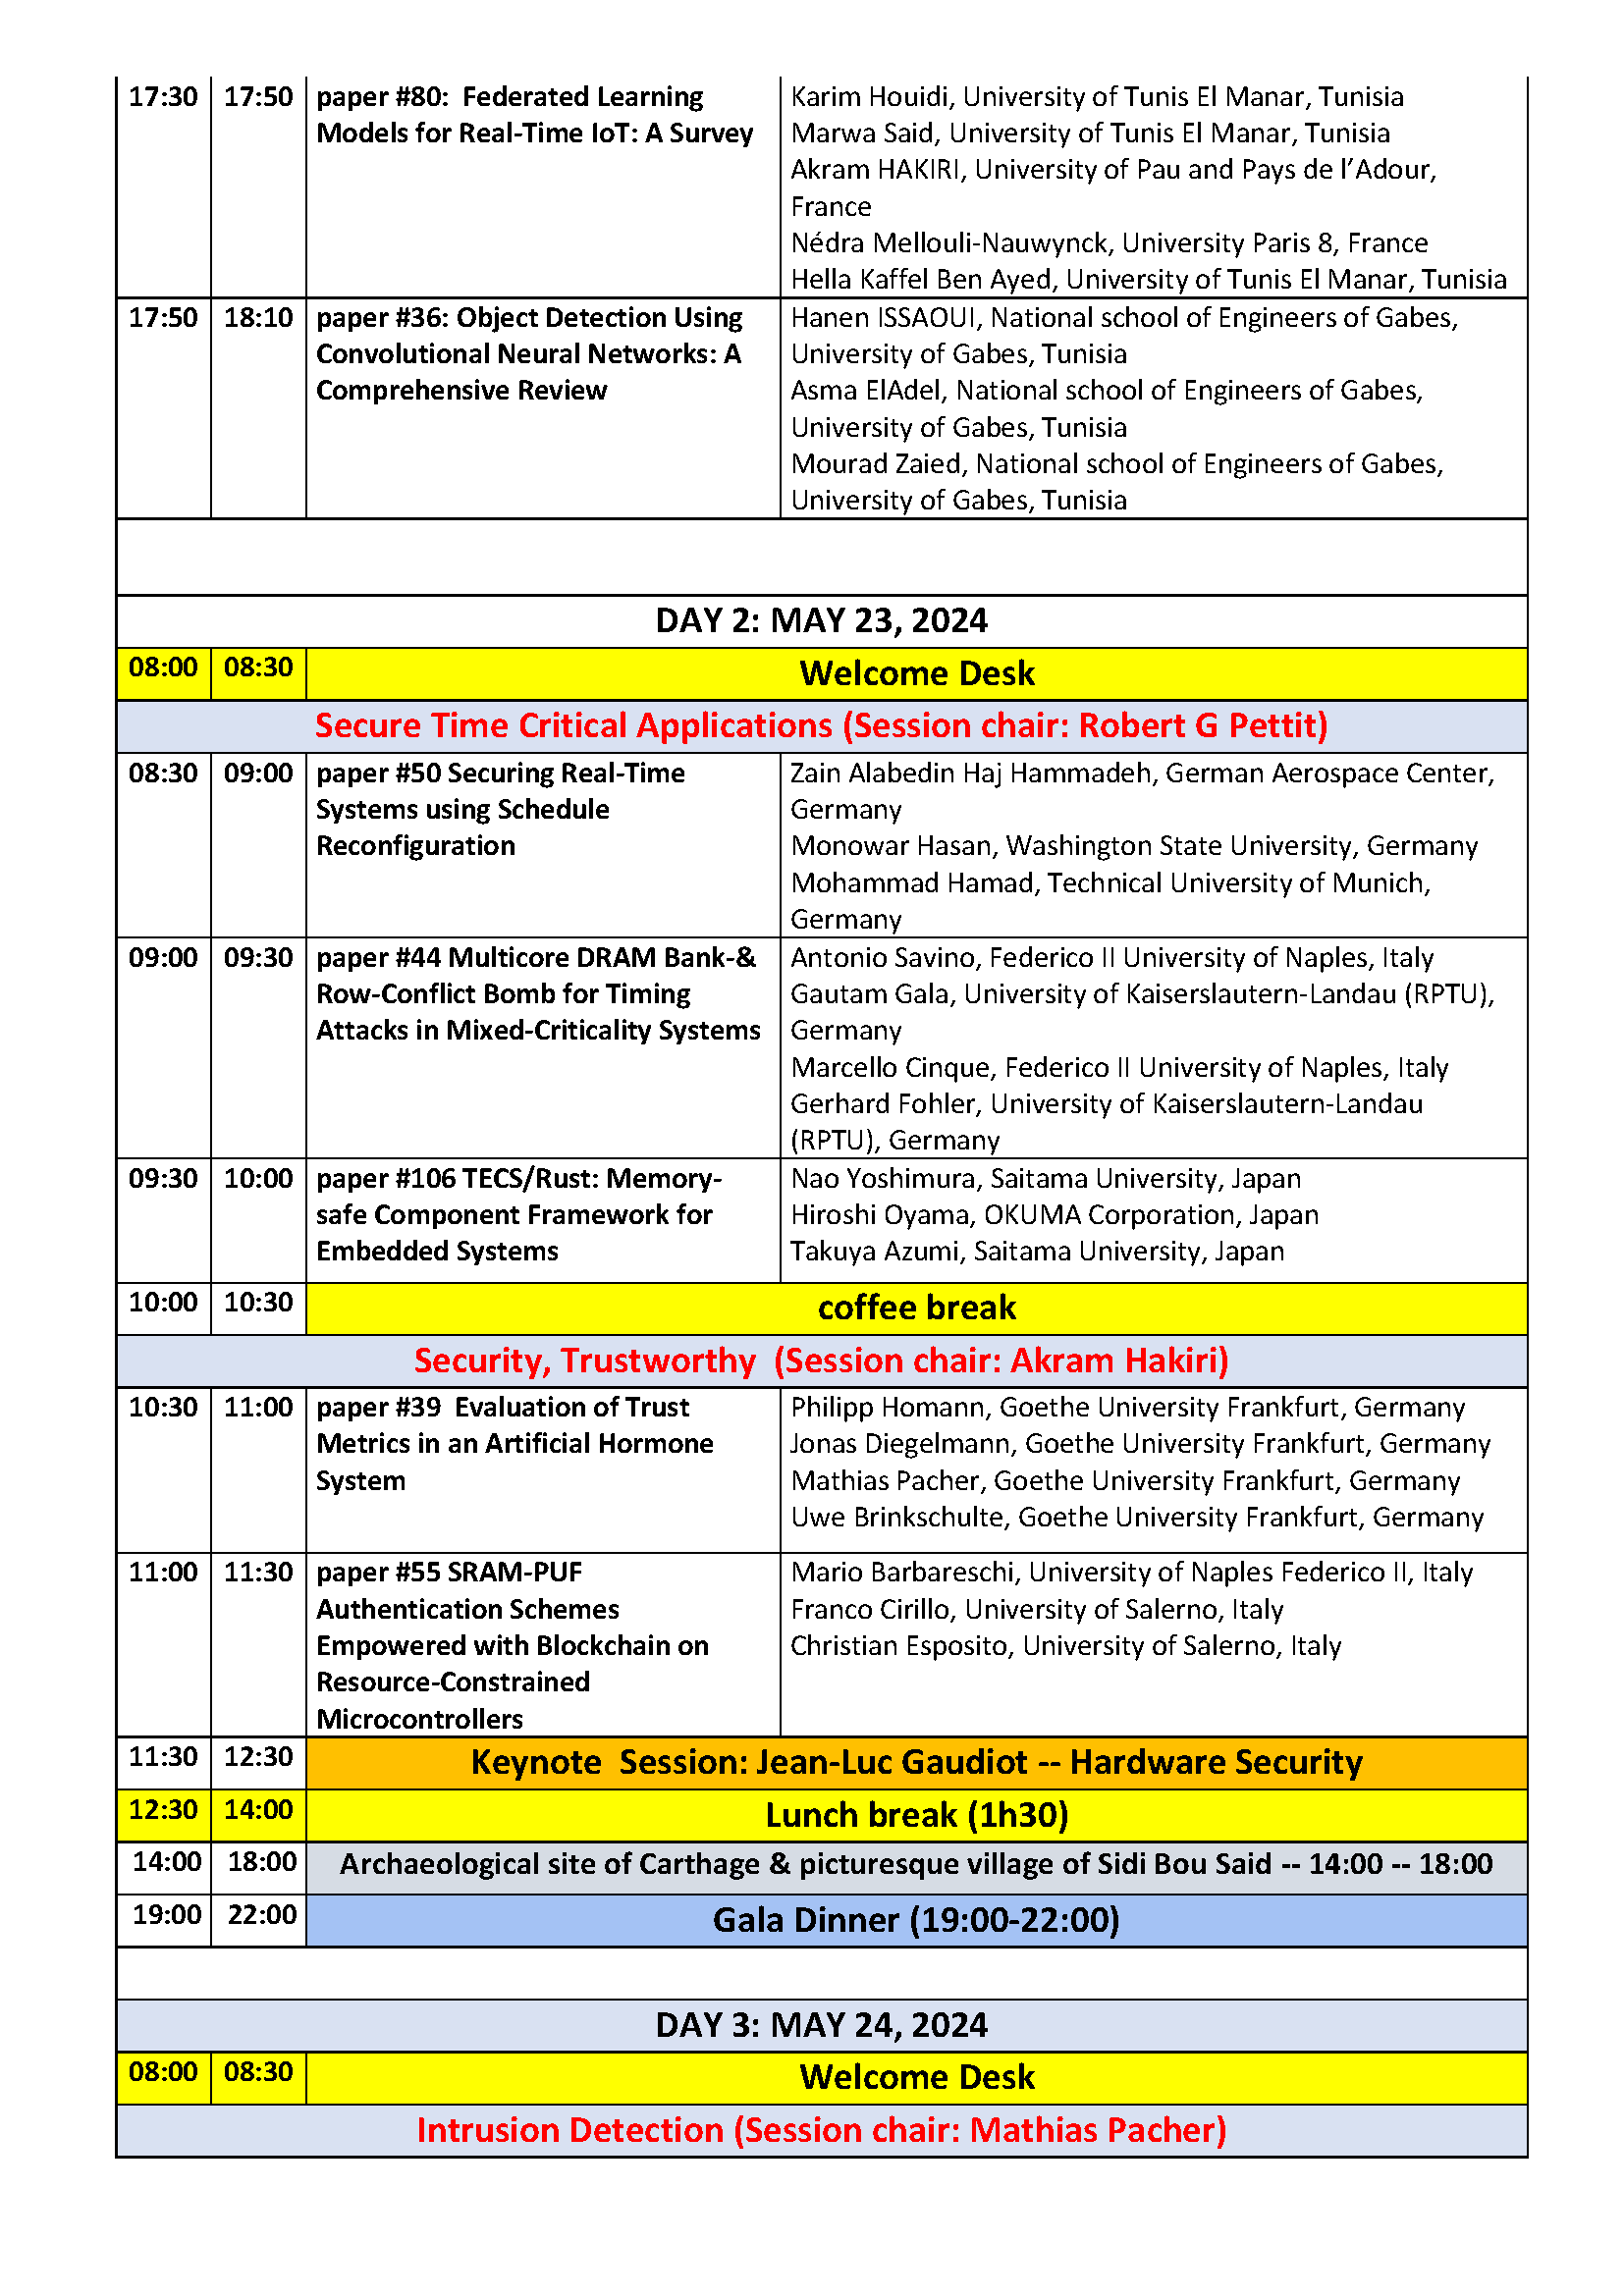 17:30 17:50 paper #80: Federated Learning
Models for Real-Time IoT: A Survey
Karim Houidi, University of Tunis El Manar, Tunisia
Marwa Said, University of Tunis El Manar, Tunisia
Akram HAKIRI, University of Pau and Pays de l’Adour,
France
Nédra Mellouli-Nauwynck, University Paris 8, France
Hella Kaffel Ben Ayed, University of Tunis El Manar, Tunisia
17:50 18:10 paper #36: Object Detection Using
Convolutional Neural Networks: A
Comprehensive Review
Hanen ISSAOUI, National school of Engineers of Gabes,
University of Gabes, Tunisia
Asma ElAdel, National school of Engineers of Gabes,
University of Gabes, Tunisia
Mourad Zaied, National school of Engineers of Gabes,
University of Gabes, Tunisia
DAY 2: MAY 23, 2024
08:00 08:30 Welcome Desk
Secure Time Critical Applications (Session chair: Robert G Pettit)
08:30 09:00 paper #50 Securing Real-Time
Systems using Schedule
Reconfiguration
Zain Alabedin Haj Hammadeh, German Aerospace Center,
Germany
Monowar Hasan, Washington State University, Germany
Mohammad Hamad, Technical University of Munich,
Germany
09:00 09:30 paper #44 Multicore DRAM Bank-&
Row-Conflict Bomb for Timing
Attacks in Mixed-Criticality Systems
Antonio Savino, Federico II University of Naples, Italy
Gautam Gala, University of Kaiserslautern-Landau (RPTU),
Germany
Marcello Cinque, Federico II University of Naples, Italy
Gerhard Fohler, University of Kaiserslautern-Landau
(RPTU), Germany
09:30 10:00 paper #106 TECS/Rust: Memory-
safe Component Framework for
Embedded Systems
Nao Yoshimura, Saitama University, Japan
Hiroshi Oyama, OKUMA Corporation, Japan
Takuya Azumi, Saitama University, Japan
10:00 10:30 coffee break
Security, Trustworthy (Session chair: Akram Hakiri)
10:30 11:00 paper #39 Evaluation of Trust
Metrics in an Artificial Hormone
System
Philipp Homann, Goethe University Frankfurt, Germany
Jonas Diegelmann, Goethe University Frankfurt, Germany
Mathias Pacher, Goethe University Frankfurt, Germany
Uwe Brinkschulte, Goethe University Frankfurt, Germany
11:00 11:30 paper #55 SRAM-PUF
Authentication Schemes
Empowered with Blockchain on
Resource-Constrained
Microcontrollers
Mario Barbareschi, University of Naples Federico II, Italy
Franco Cirillo, University of Salerno, Italy
Christian Esposito, University of Salerno, Italy
11:30 12:30 Keynote Session: Jean-Luc Gaudiot -- Hardware Security
12:30 14:00 Lunch break (1h30)
14:00 18:00 Archaeological site of Carthage & picturesque village of Sidi Bou Said -- 14:00 -- 18:00
19:00 22:00 Gala Dinner (19:00-22:00)
DAY 3: MAY 24, 2024
08:00 08:30 Welcome Desk
Intrusion Detection (Session chair: Mathias Pacher)